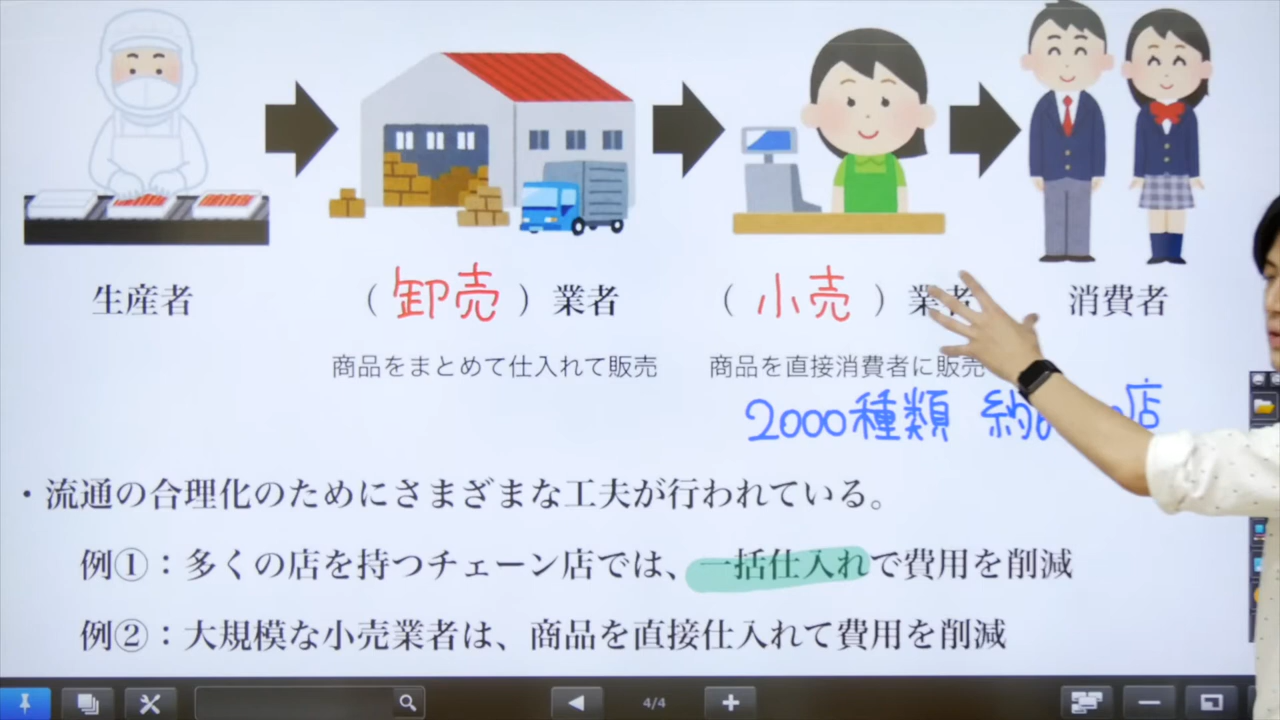 生産者
（ 卸売 ）業者
（ 小売 ）業者
消費者
商品をまとめて仕入れて販売
商品を直接消費者に販売
2000種類 約 店
・流通の合理化のためにさまざまな工夫が行われている。
例①：多くの店を持つチェーン店では、一括仕入れで費用を削減
例②：大規模な小売業者は、商品を直接仕入れて費用を削減
4/4